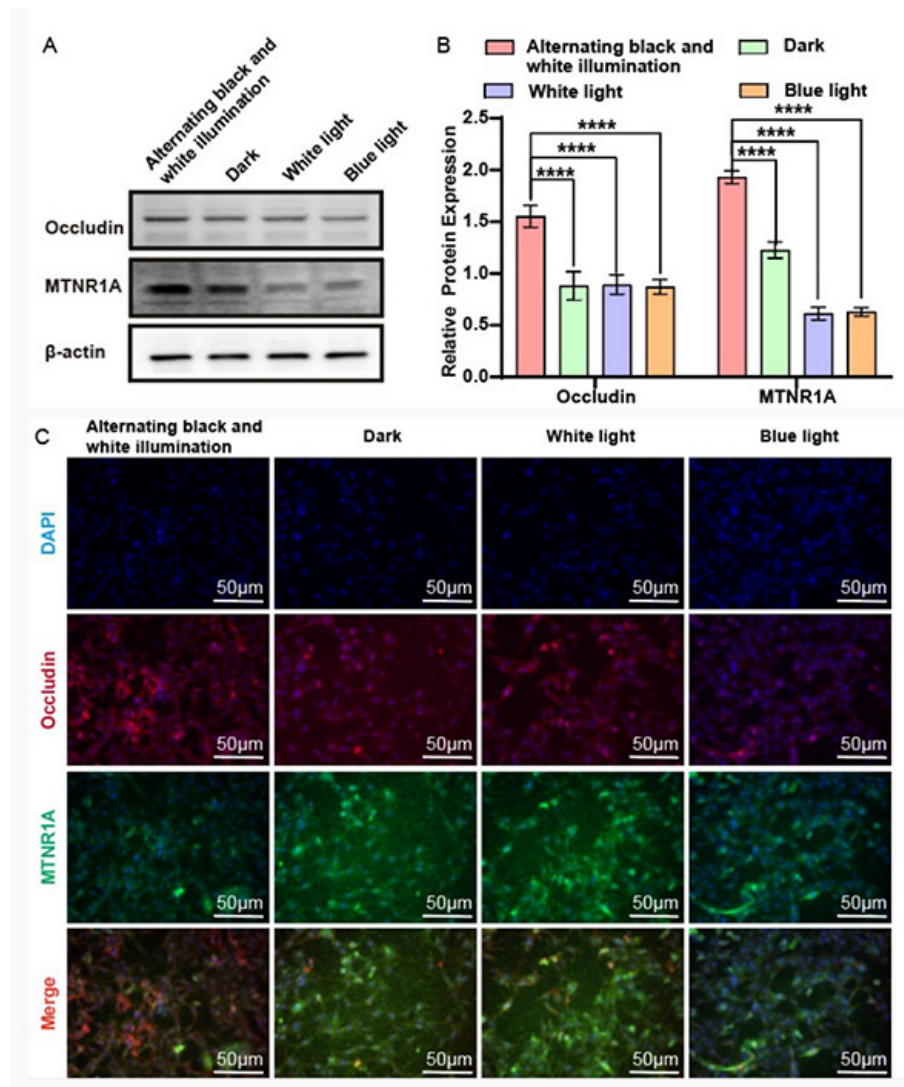 A
Alternating black and
white illumination
Dark
White light
Blue light
Occludin
MTNR1A
β-actin
B
Alternating black and
white illumination
Dark
White light
Blue light
Relative Protein Expression
2.5
2.0
1.5
1.0
0.5
0.0
****
****
****
****
****
****
Occludin
MTNR1A
C
Alternating black and
white illumination
Dark
White light
Blue light
DAPI
50μm
50μm
50μm
50μm
Occludin
50μm
50μm
50μm
50μm
MTNR1A
50μm
50μm
50μm
50μm
Merge
50μm
50μm
50μm
50μm